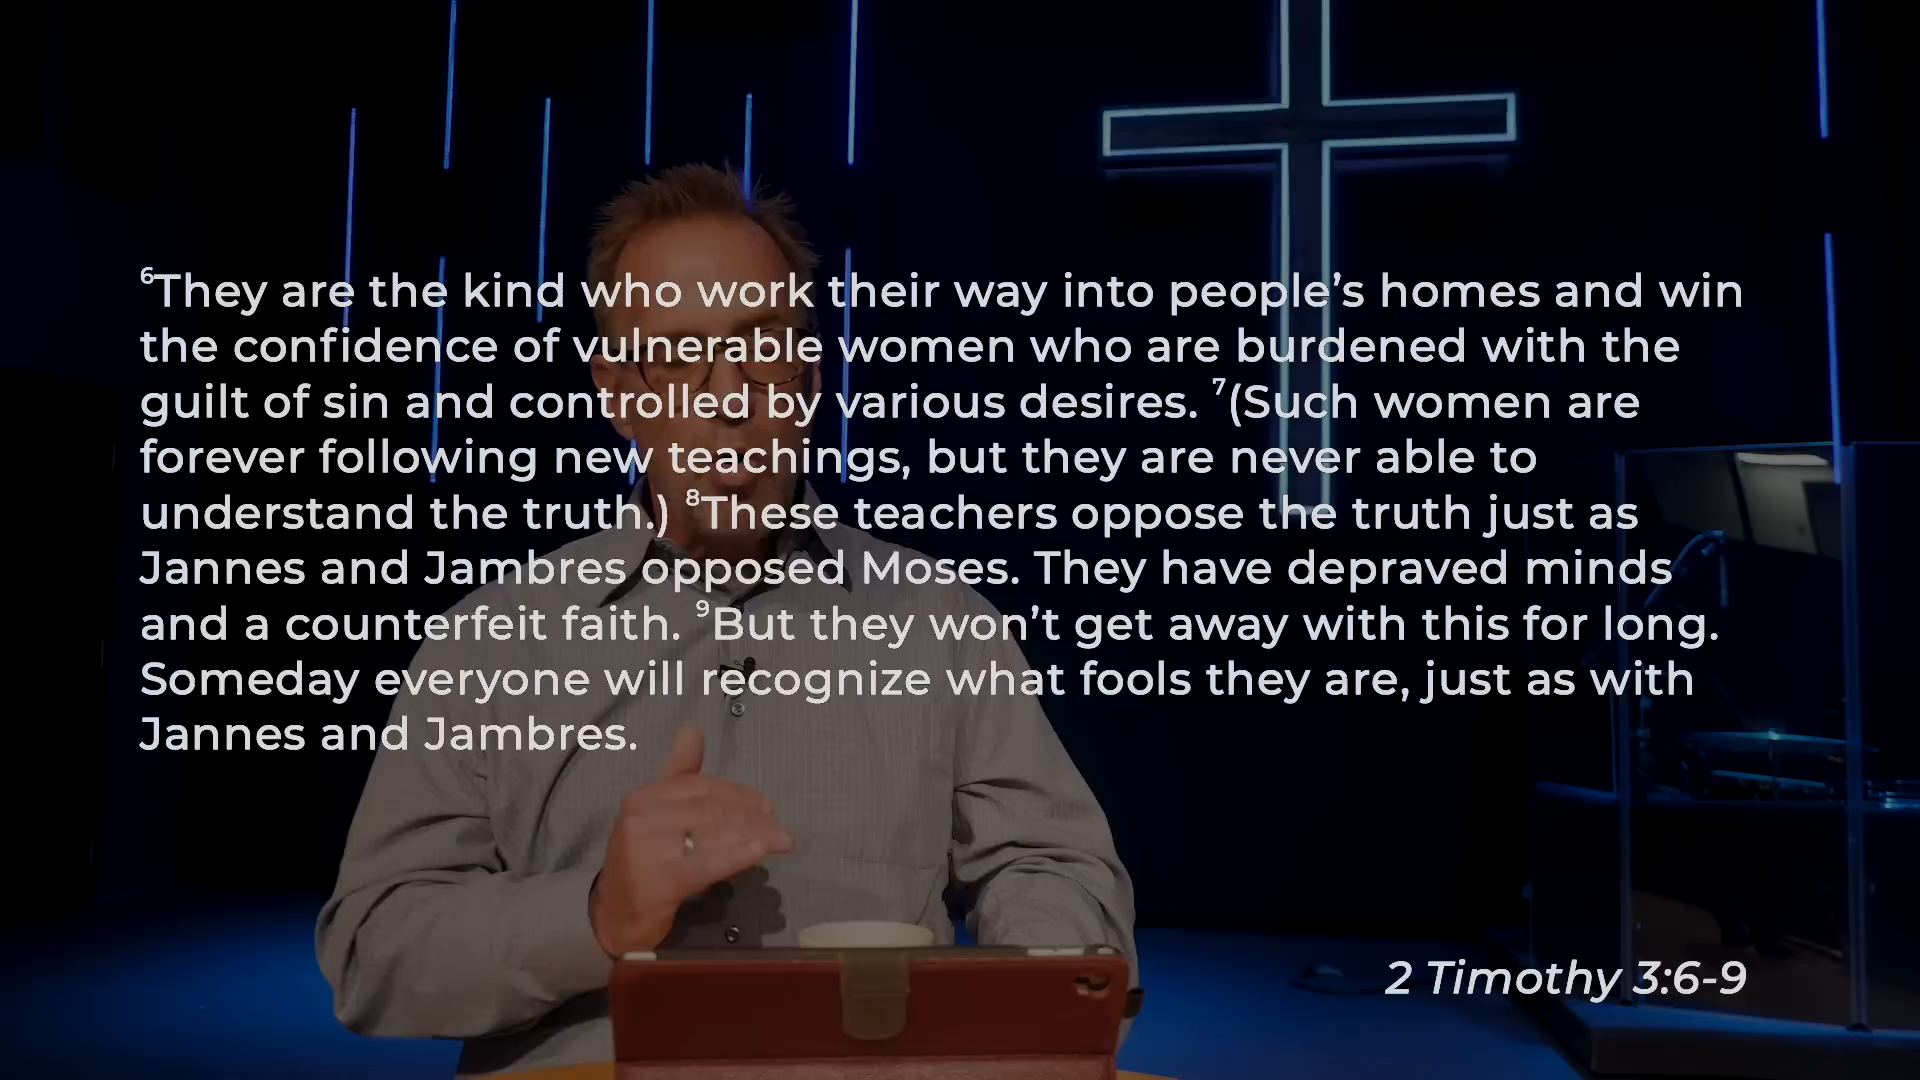 ⁶They are the kind who work their way into people’s homes and win
the confidence of vulnerable women who are burdened with the
guilt of sin and controlled by various desires. ⁷(Such women are
forever following new teachings, but they are never able to
understand the truth.) ⁸These teachers oppose the truth just as
Jannes and Jambres opposed Moses. They have depraved minds
and a counterfeit faith. ⁹But they won’t get away with this for long.
Someday everyone will recognize what fools they are, just as with
Jannes and Jambres.
2 Timothy 3:6-9